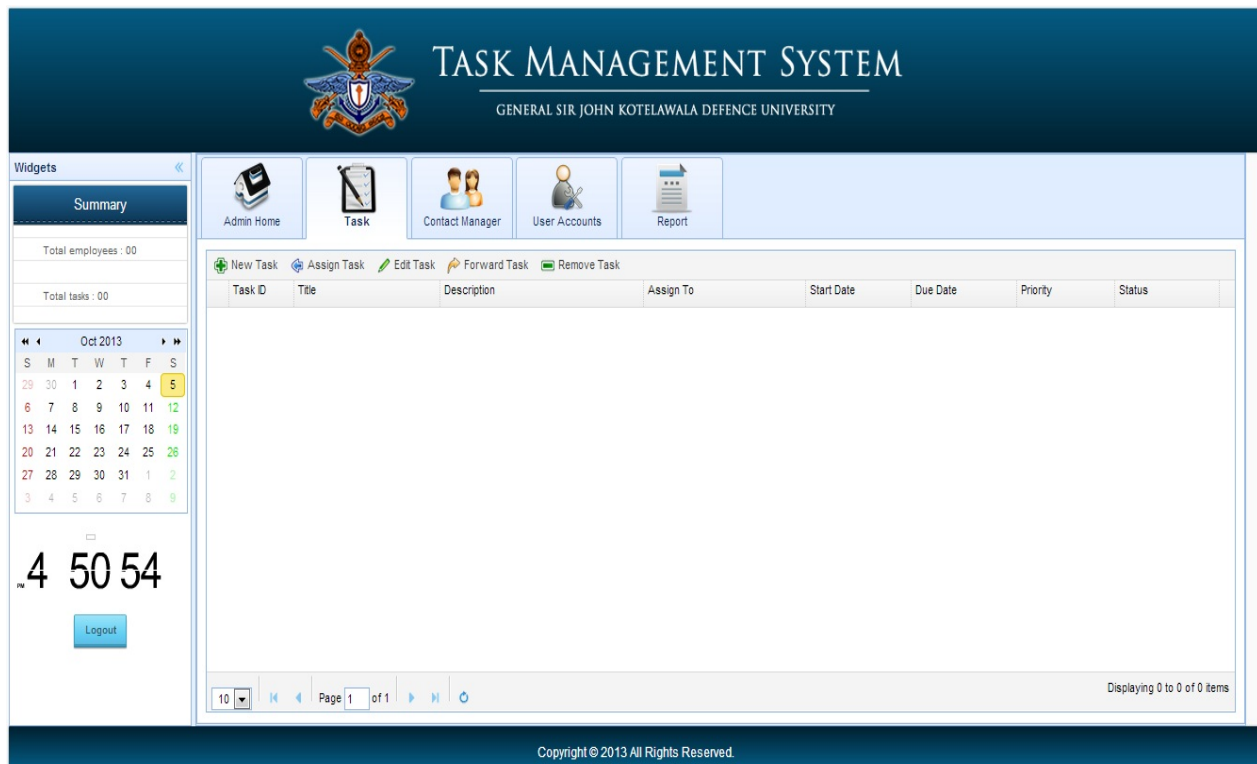 TASK MANAGEMENT SYSTEM
GENERAL SIR JOHN KOTELAWALA DEFENCE UNIVERSITY
Widgets «
Summary
Total employees : 00
Total tasks : 00
Oct 2013
S M T W T F S
29 30 1 2 3 4 5
6 7 8 9 10 11 12
13 14 15 16 17 18 19
20 21 22 23 24 25 26
27 28 29 30 31 1 2
3 4 5 6 7 8 9
PM 4 50 54
Logout
Admin Home Task Contact Manager User Accounts Report
New Task Assign Task Edit Task Forward Task Remove Task
Task ID Title Description Assign To Start Date Due Date Priority Status
10 Page 1 of 1 Displaying 0 to 0 of 0 items
Copyright © 2013 All Rights Reserved.